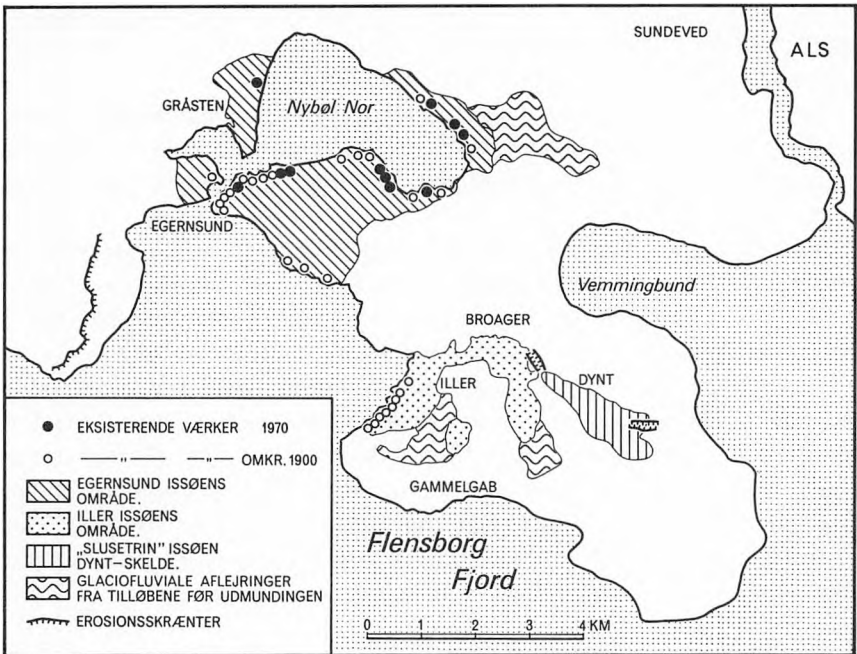 SUNDEVED
ALS
GRÅSTEN
Nybøl Nor
EGERNSUND
Vemmingbund
BROAGER
ILLER
DYNT
GAMMELGAB
Flensborg
Fjord
EKSISTERENDE VÆRKER 1970
—— " —— — " — OMKR. 1900
EGERNSUND ISSØENS
OMRÅDE.
ILLER ISSØENS
OMRÅDE.
„SLUSETRIN" ISSØEN
DYNT–SKELDE.
GLACIOFLUVIALE AFLEJRINGER
FRA TILLØBENE FØR UDMUNDINGEN
EROSIONSSKRÆNTER
0 1 2 3 4 KM